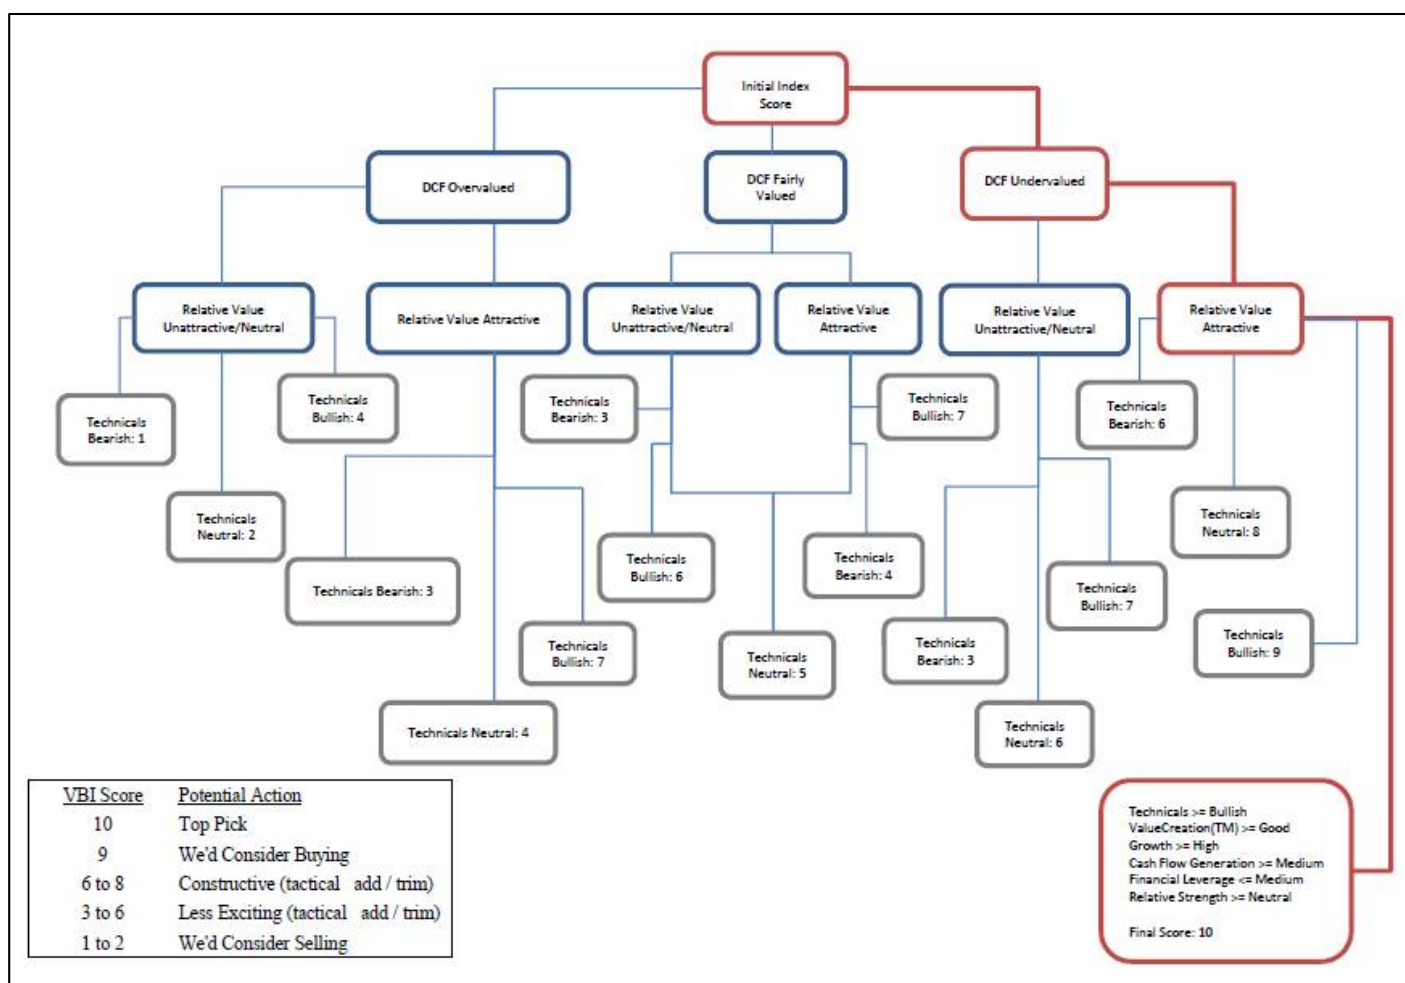 Initial Index
Score
DCF Overvalued
DCF Fairly
Valued
DCF Undervalued
Relative Value
Unattractive/Neutral
Relative Value Attractive
Relative Value
Unattractive/Neutral
Relative Value
Attractive
Relative Value
Unattractive/Neutral
Relative Value
Attractive
Technicals
Bearish: 1
Technicals
Bullish: 4
Technicals
Bearish: 3
Technicals
Bullish: 7
Technicals
Bearish: 6
Technicals
Neutral: 2
Technicals
Neutral: 8
Technicals Bearish: 3
Technicals
Bullish: 6
Technicals
Bearish: 4
Technicals
Bullish: 7
Technicals
Bullish: 7
Technicals
Neutral: 5
Technicals
Bearish: 3
Technicals
Bullish: 9
Technicals Neutral: 4
Technicals
Neutral: 6
VBI Score Potential Action
10 Top Pick
9 We'd Consider Buying
6 to 8 Constructive (tactical add / trim)
3 to 6 Less Exciting (tactical add / trim)
1 to 2 We'd Consider Selling
Technicals >= Bullish
ValueCreation(TM) >= Good
Growth >= High
Cash Flow Generation >= Medium
Financial Leverage <= Medium
Relative Strength >= Neutral
Final Score: 10